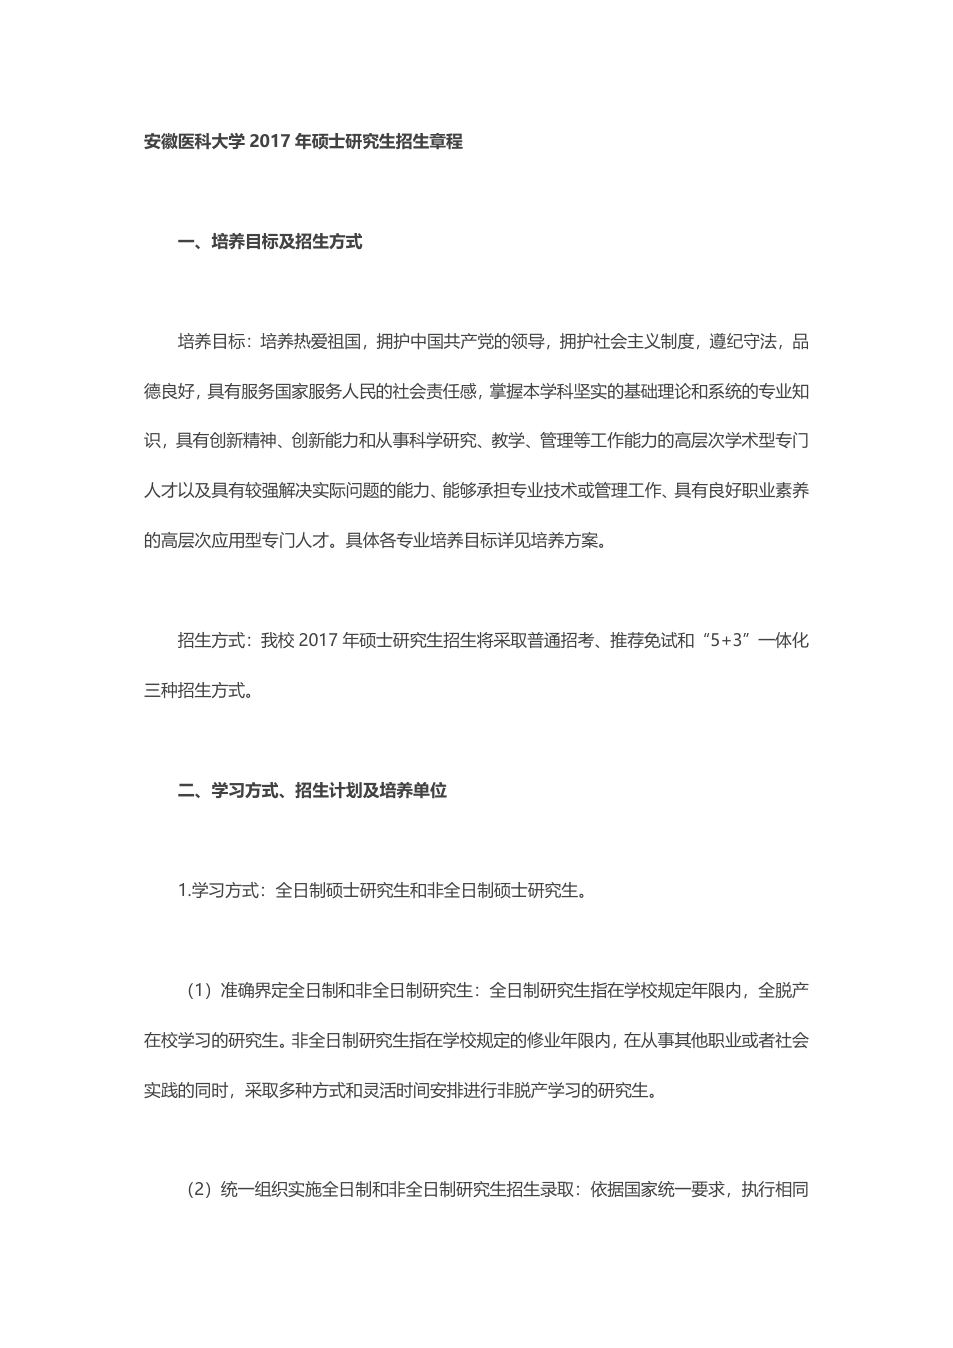 安徽医科大学 2017 年硕士研究生招生章程
一、培养目标及招生方式
培养目标：培养热爱祖国，拥护中国共产党的领导，拥护社会主义制度，遵纪守法，品
德良好，具有服务国家服务人民的社会责任感，掌握本学科坚实的基础理论和系统的专业知
识，具有创新精神、创新能力和从事科学研究、教学、管理等工作能力的高层次学术型专门
人才以及具有较强解决实际问题的能力、能够承担专业技术或管理工作、具有良好职业素养
的高层次应用型专门人才。具体各专业培养目标详见培养方案。
招生方式：我校 2017 年硕士研究生招生将采取普通招考、推荐免试和“5+3”一体化
三种招生方式。
二、学习方式、招生计划及培养单位
1.学习方式：全日制硕士研究生和非全日制硕士研究生。
（1）准确界定全日制和非全日制研究生：全日制研究生指在学校规定年限内，全脱产
在校学习的研究生。非全日制研究生指在学校规定的修业年限内，在从事其他职业或者社会
实践的同时，采取多种方式和灵活时间安排进行非脱产学习的研究生。
（2）统一组织实施全日制和非全日制研究生招生录取：依据国家统一要求，执行相同